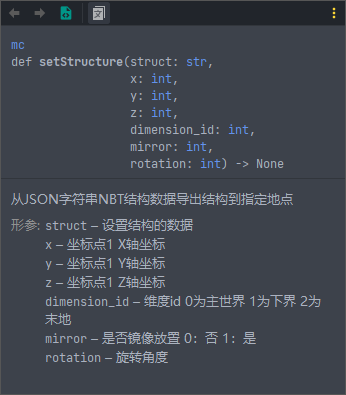 mc
def setStructure(struct: str,
x: int,
y: int,
z: int,
dimension_id: int,
mirror: int,
rotation: int) -> None
从JSON字符串NBT结构数据导出结构到指定地点
形参: struct – 设置结构的数据
x – 坐标点1 X轴坐标
y – 坐标点1 Y轴坐标
z – 坐标点1 Z轴坐标
dimension_id – 维度id 0为主世界 1为下界 2为
末地
mirror – 是否镜像放置 0：否 1：是
rotation – 旋转角度